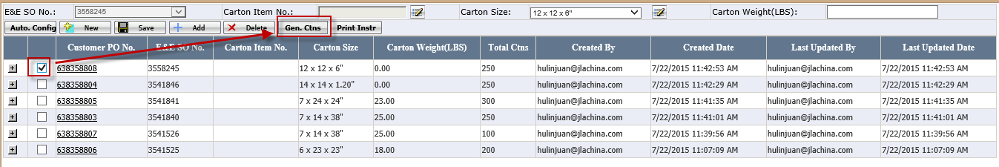 E&E SO No.: 3558245 Carton Item No.: Carton Size: 12 x 12 x 6" Carton Weight(LBS):
Auto. Config New Save Add Delete Gen. Ctns Print Instr
Customer PO No. E&E SO No. Carton Item No. Carton Size Carton Weight(LBS) Total Ctns Created By Created Date Last Updated By Last Updated Date
638358808 3558245 12 x 12 x 6" 0.00 250 hulinjuan@jlachina.com 7/22/2015 11:42:53 AM hulinjuan@jlachina.com 7/22/2015 11:42:53 AM
638358804 3541846 14 x 14 x 1.20" 0.00 250 hulinjuan@jlachina.com 7/22/2015 11:42:29 AM hulinjuan@jlachina.com 7/22/2015 11:42:29 AM
638358805 3541841 7 x 24 x 24" 23.00 300 hulinjuan@jlachina.com 7/22/2015 11:41:35 AM hulinjuan@jlachina.com 7/22/2015 11:41:35 AM
638358803 3541840 7 x 14 x 38" 25.00 250 hulinjuan@jlachina.com 7/22/2015 11:41:01 AM hulinjuan@jlachina.com 7/22/2015 11:41:01 AM
638358807 3541526 7 x 14 x 38" 25.00 100 hulinjuan@jlachina.com 7/22/2015 11:39:56 AM hulinjuan@jlachina.com 7/22/2015 11:39:56 AM
638358806 3541525 6 x 23 x 23" 18.00 200 hulinjuan@jlachina.com 7/22/2015 11:07:09 AM hulinjuan@jlachina.com 7/22/2015 11:07:09 AM